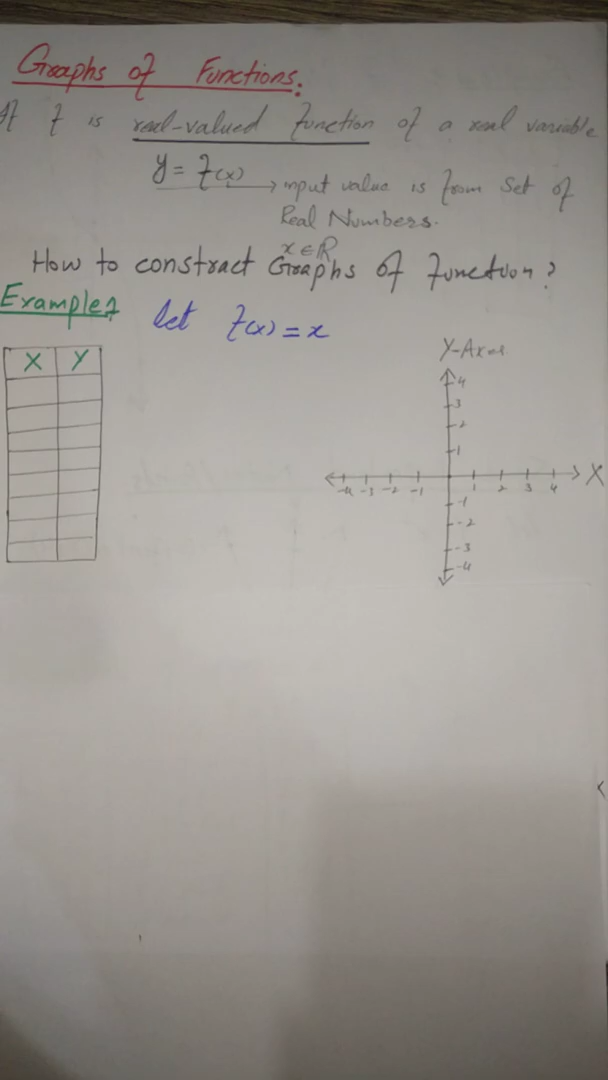 Graphs of Functions:
If f is real-valued function of a real variable
y = f(x) → input value is from Set of
Real Numbers.
x ∈ ℝ
How to constract Graphs of function?
Example:
let f(x) = x
X Y
Y-Axis
4
3
2
1
-4 -3 -2 -1 1 2 3 4 X
-1
-2
-3
-4